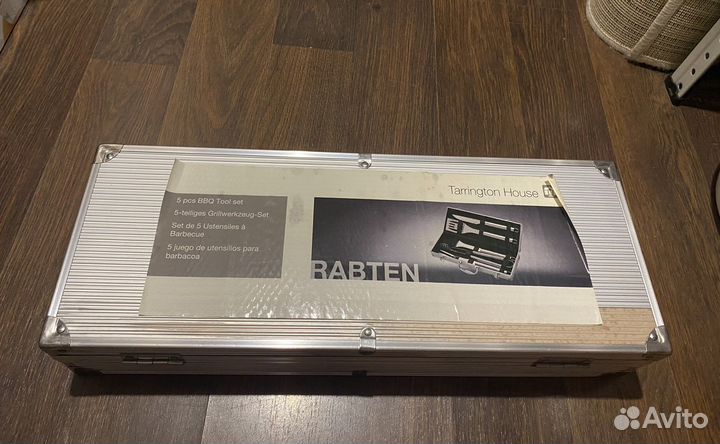 5 pcs BBQ Tool set
5-teiliges Grillwerkzeug-Set
Set de 5 Ustensiles à
Barbecue
5 juego de utensilios para
barbacoa
Tarrington House
RABTEN
Avito